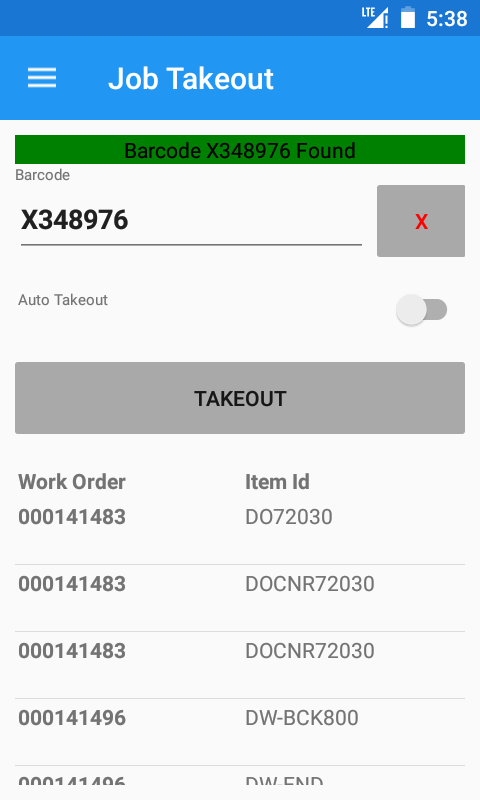 LTE 5:38
Job Takeout
Barcode X348976 Found
Barcode
X348976 X
Auto Takeout
TAKEOUT
Work Order Item Id
000141483 DO72030
000141483 DOCNR72030
000141483 DOCNR72030
000141496 DW-BCK800
000141496 DW-END